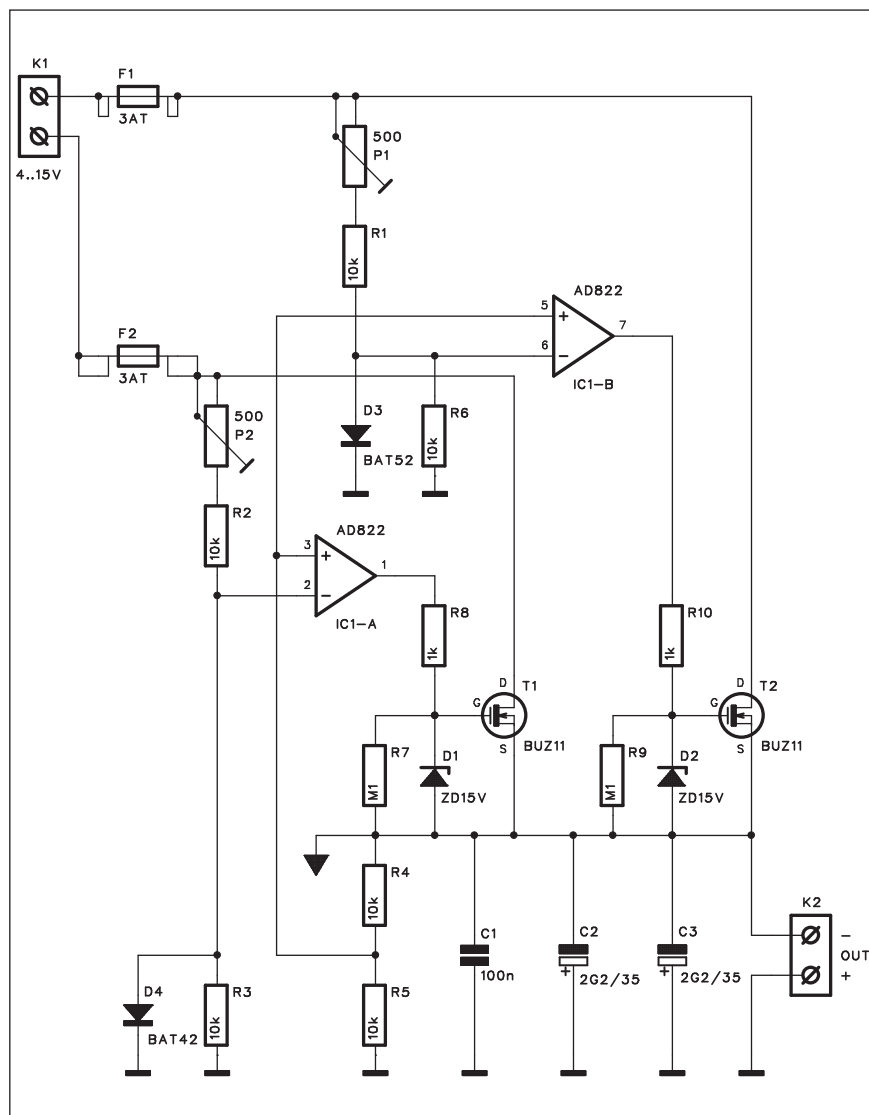 K1
F1
3AT
4..15V
500
P1
R1
10k
AD822
5
+
6
−
7
IC1-B
F2
3AT
500
P2
D3
BAT52
R6
10k
R2
10k
AD822
3
+
2
−
1
IC1-A
R8
1k
R10
1k
D
T1
G
S
BUZ11
D
T2
G
S
BUZ11
R7
M1
D1
ZD15V
R9
M1
D2
ZD15V
R4
10k
C1
100n
C2
+
2G2/35
C3
+
2G2/35
K2
−
OUT
+
D4
BAT42
R3
10k
R5
10k